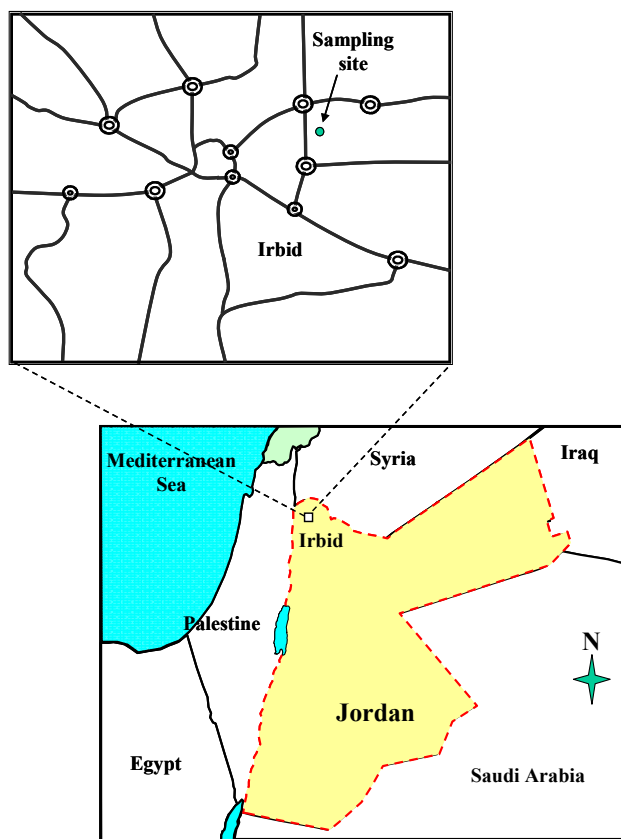 Sampling
site
Irbid
Mediterranean
Sea
Syria
Iraq
Irbid
Palestine
N
Jordan
Egypt
Saudi Arabia